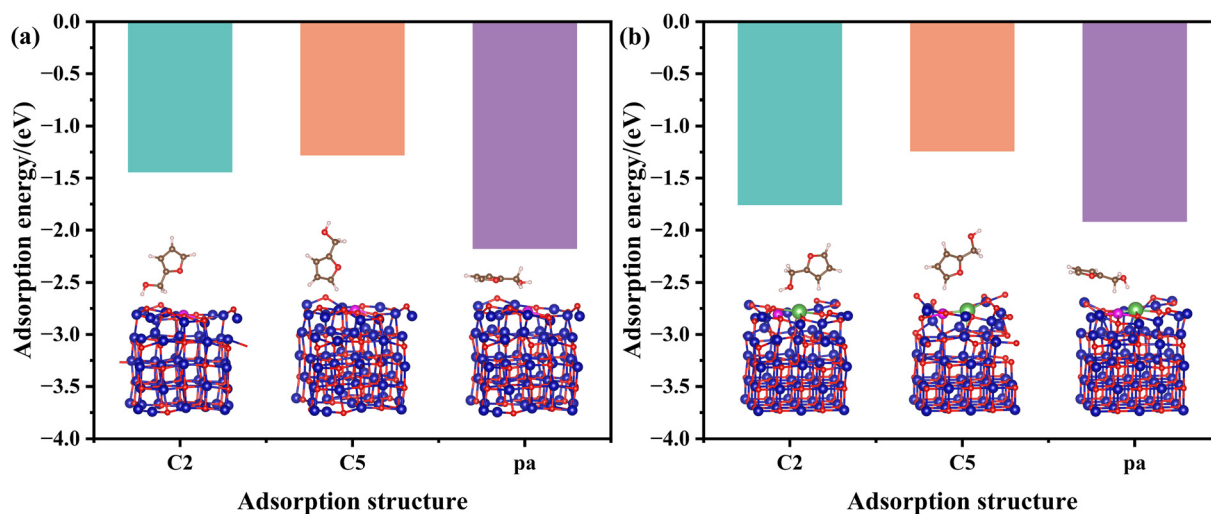 (a)
Adsorption energy/(eV)
0.0
−0.5
−1.0
−1.5
−2.0
−2.5
−3.0
−3.5
−4.0
C2 C5 pa
Adsorption structure
(b)
Adsorption energy/(eV)
0.0
−0.5
−1.0
−1.5
−2.0
−2.5
−3.0
−3.5
−4.0
C2 C5 pa
Adsorption structure